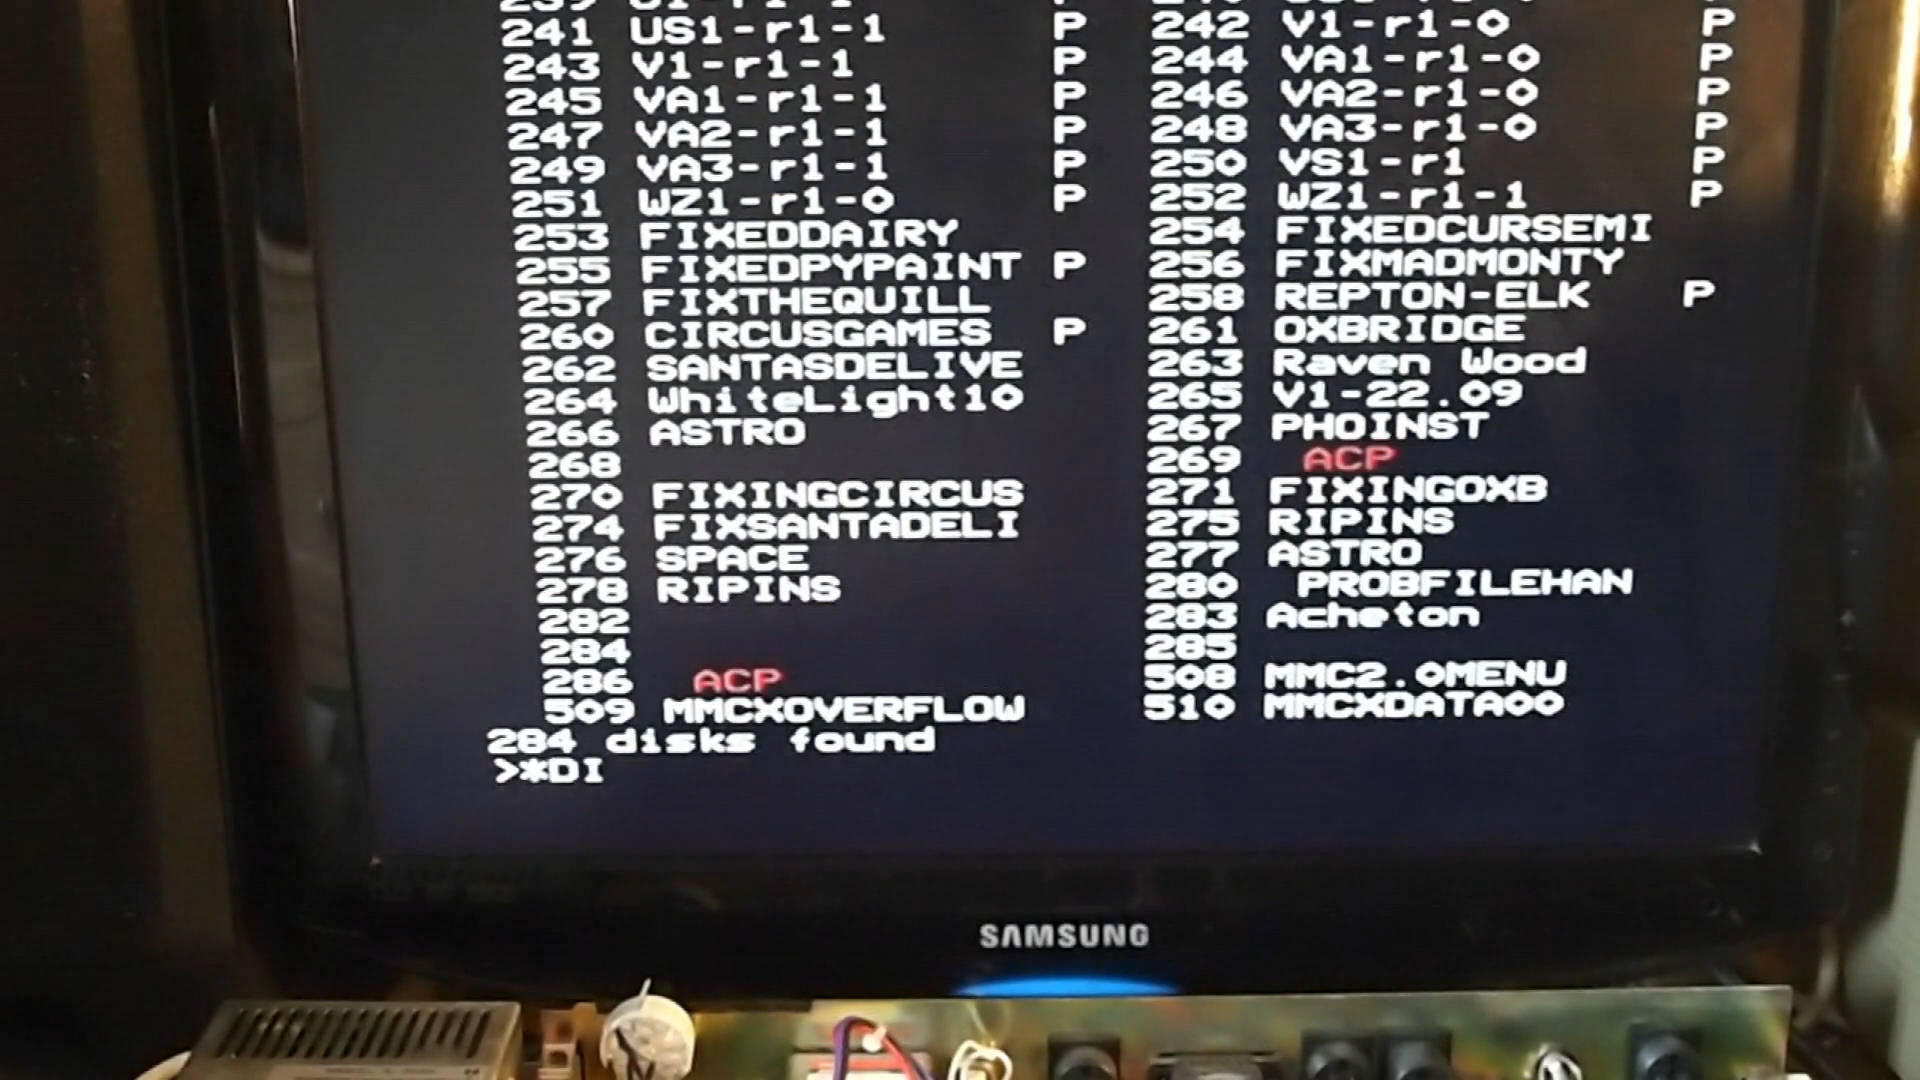 241 US1-r1-1 P 242 V1-r1-0 P
243 V1-r1-1 P 244 VA1-r1-0 P
245 VA1-r1-1 P 246 VA2-r1-0 P
247 VA2-r1-1 P 248 VA3-r1-0 P
249 VA3-r1-1 P 250 VS1-r1 P
251 WZ1-r1-0 P 252 WZ1-r1-1 P
253 FIXEDDAIRY 254 FIXEDCURSEMI
255 FIXEDPYPAINT P 256 FIXMADMONTY
257 FIXTHEQUILL 258 REPTON-ELK P
260 CIRCUSGAMES P 261 OXBRIDGE
262 SANTASDELIVE 263 Raven Wood
264 WhiteLight10 265 V1-22.09
266 ASTRO 267 PHOINST
268 269 ACP
270 FIXINGCIRCUS 271 FIXINGOXB
274 FIXSANTADELI 275 RIPINS
276 SPACE 277 ASTRO
278 RIPINS 280 PROBFILEHAN
282 283 Acheton
284 285
286 ACP 508 MMC2.0MENU
509 MMCXOVERFLOW 510 MMCXDATA00
284 disks found
>*DI
SAMSUNG